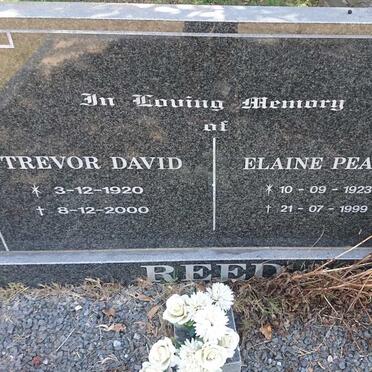 In Loving Memory
of
TREVOR DAVID
* 3-12-1920
† 8-12-2000
ELAINE PEA
* 10-09-1923
† 21-07-1999
REED